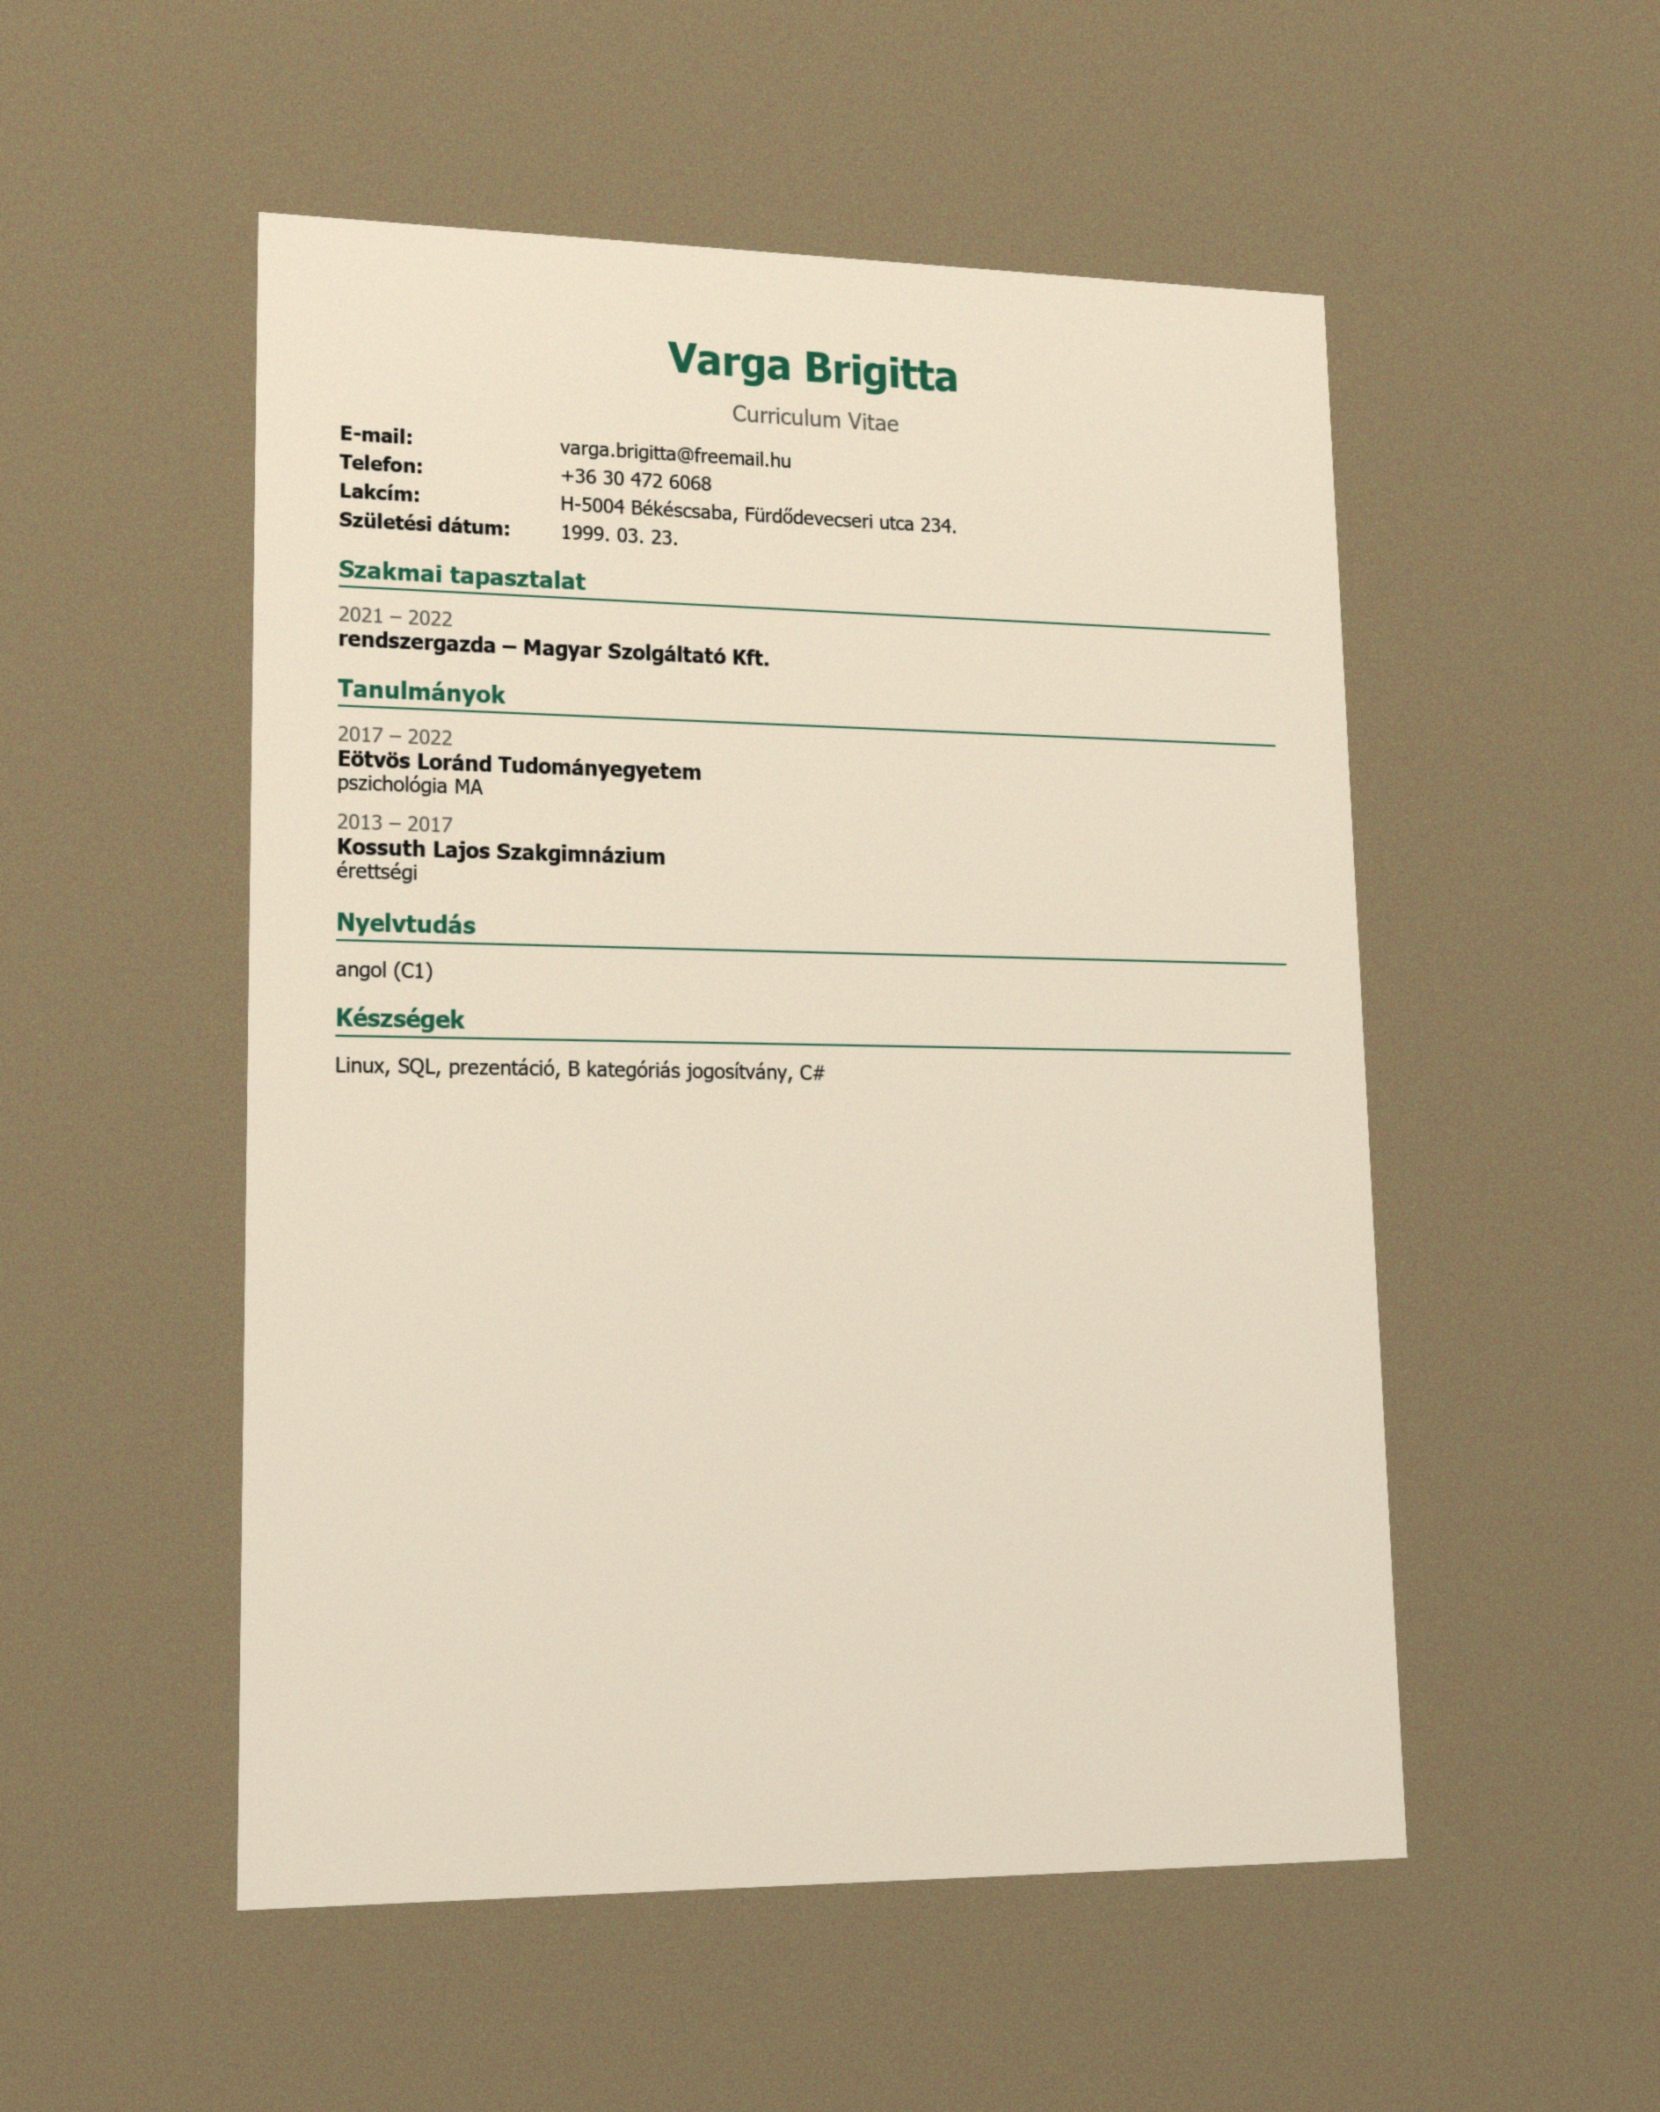 Varga Brigitta
Curriculum Vitae
E-mail: varga.brigitta@freemail.hu
Telefon: +36 30 472 6068
Lakcím: H-5004 Békéscsaba, Fürdődevecseri utca 234.
Születési dátum: 1999. 03. 23.
Szakmai tapasztalat
2021 – 2022
rendszergazda – Magyar Szolgáltató Kft.
Tanulmányok
2017 – 2022
Eötvös Loránd Tudományegyetem
pszichológia MA
2013 – 2017
Kossuth Lajos Szakgimnázium
érettségi
Nyelvtudás
angol (C1)
Készségek
Linux, SQL, prezentáció, B kategóriás jogosítvány, C#